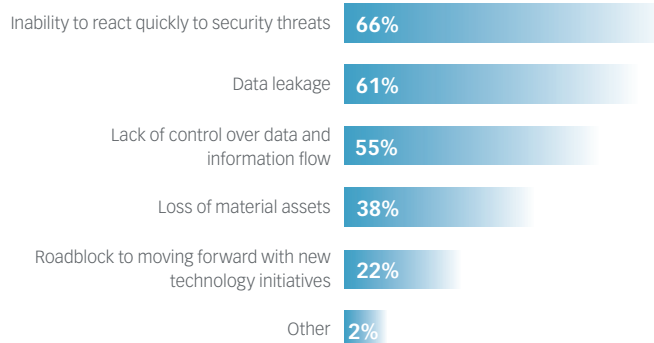 Inability to react quickly to security threats 66%
Data leakage 61%
Lack of control over data and
information flow 55%
Loss of material assets 38%
Roadblock to moving forward with new
technology initiatives 22%
Other 2%